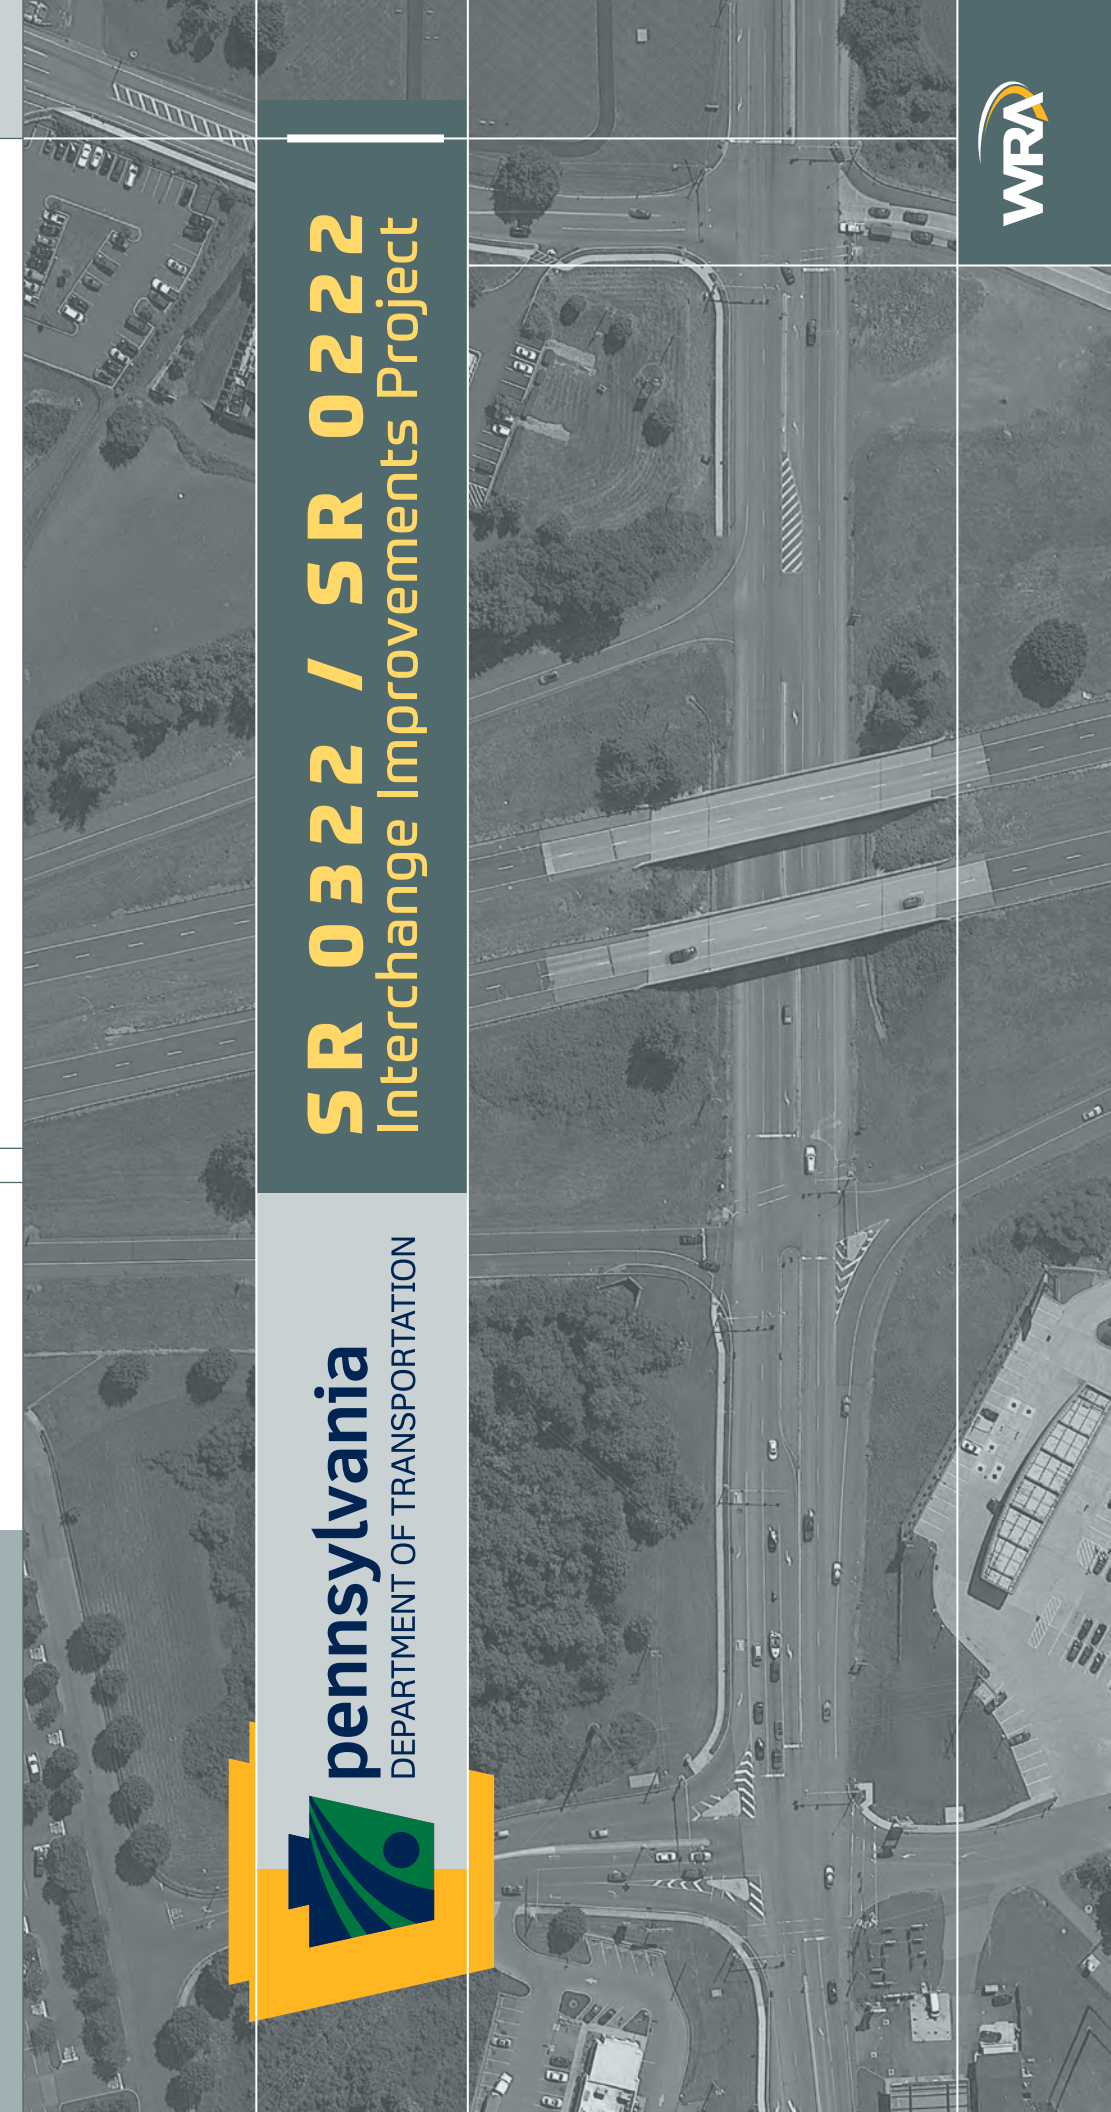 pennsylvania
DEPARTMENT OF TRANSPORTATION
SR 0322 / SR 0222
Interchange Improvements Project
WRA